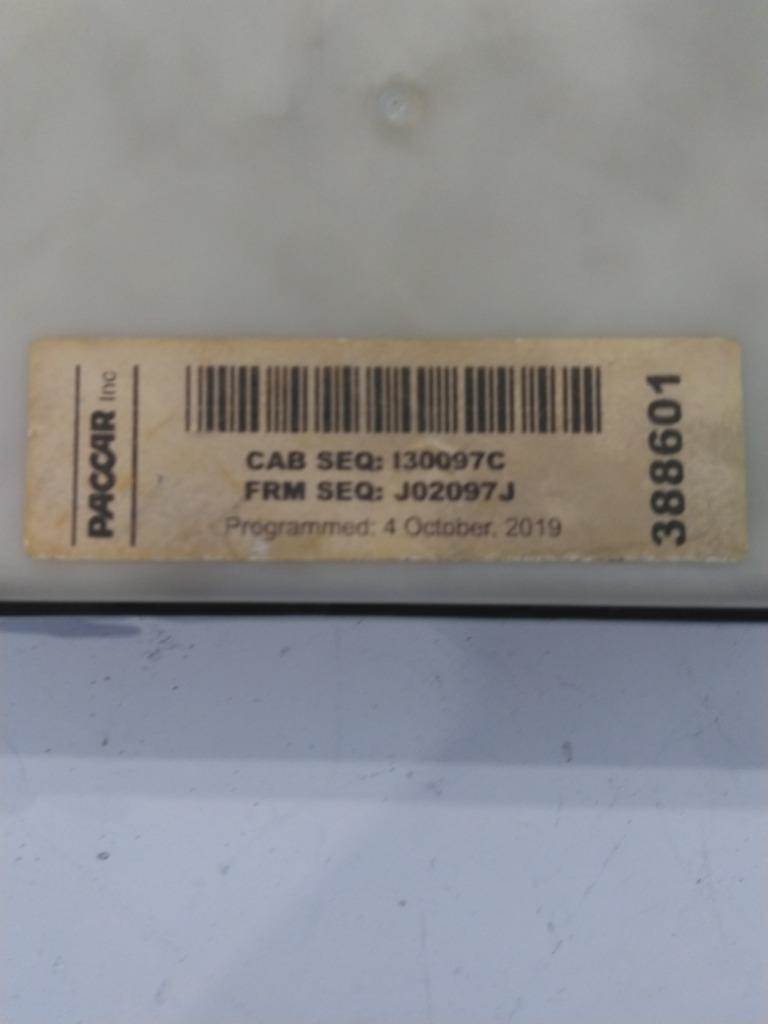 PACCAR Inc
CAB SEQ: I30097C
FRM SEQ: J02097J
Programmed: 4 October, 2019
388601